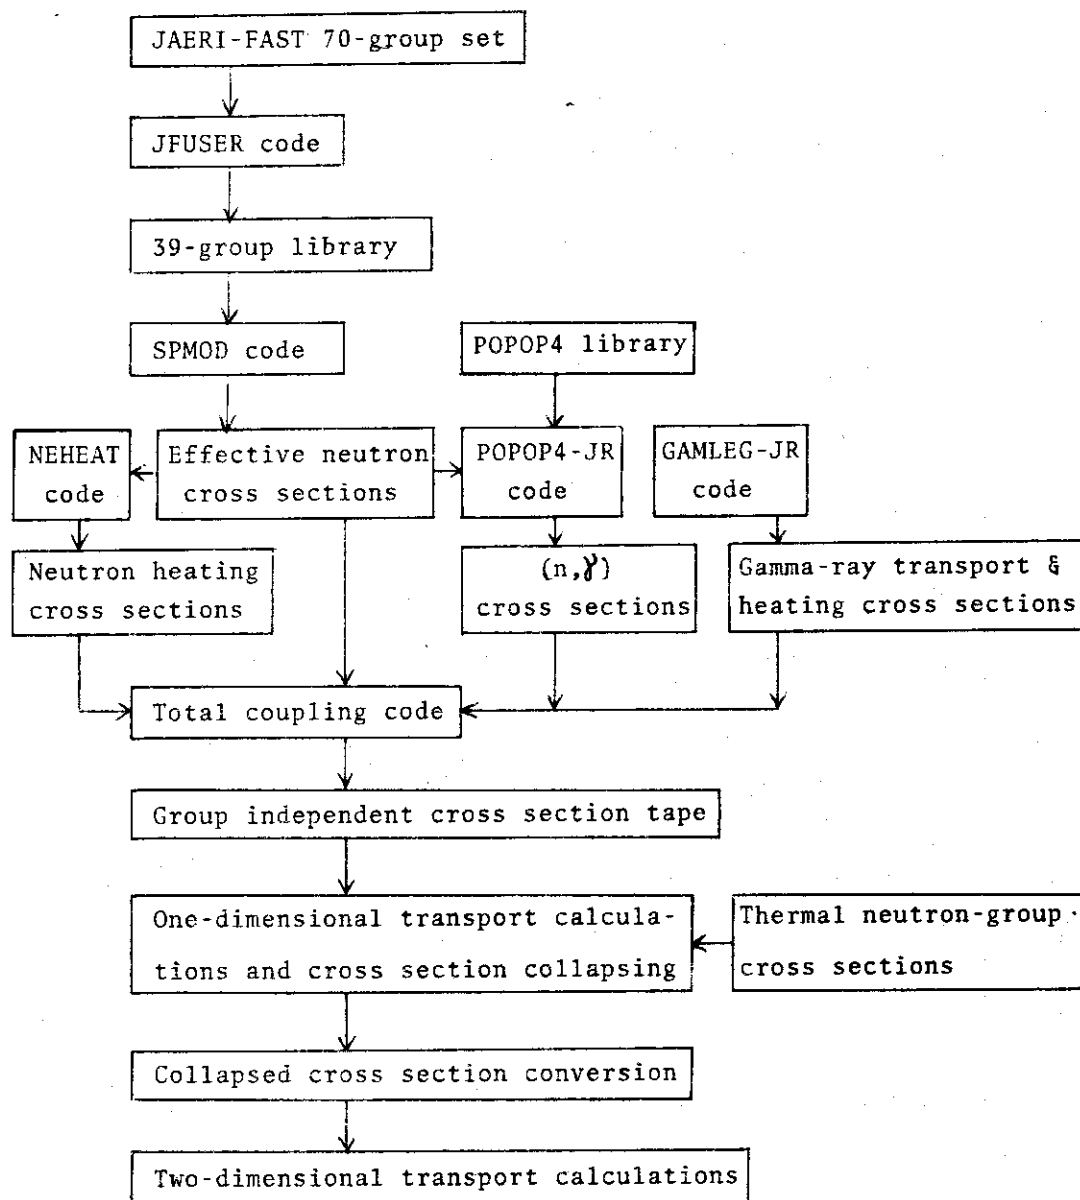 JAERI-FAST 70-group set
JFUSER code
39-group library
SPMOD code
POPOP4 library
NEHEAT
code
Effective neutron
cross sections
POPOP4-JR
code
GAMLEG-JR
code
Neutron heating
cross sections
(n,γ)
cross sections
Gamma-ray transport &
heating cross sections
Total coupling code
Group independent cross section tape
One-dimensional transport calcula-
tions and cross section collapsing
Thermal neutron-group
cross sections
Collapsed cross section conversion
Two-dimensional transport calculations